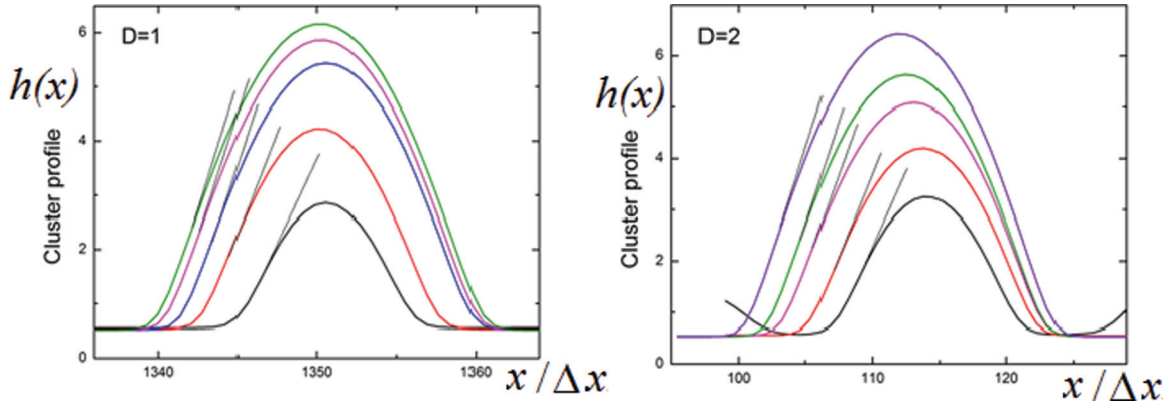 D=1
h(x)
Cluster profile
6
4
2
0
1340
1350
1360
x / Δx
D=2
h(x)
Cluster profile
6
4
2
0
100
110
120
x / Δx